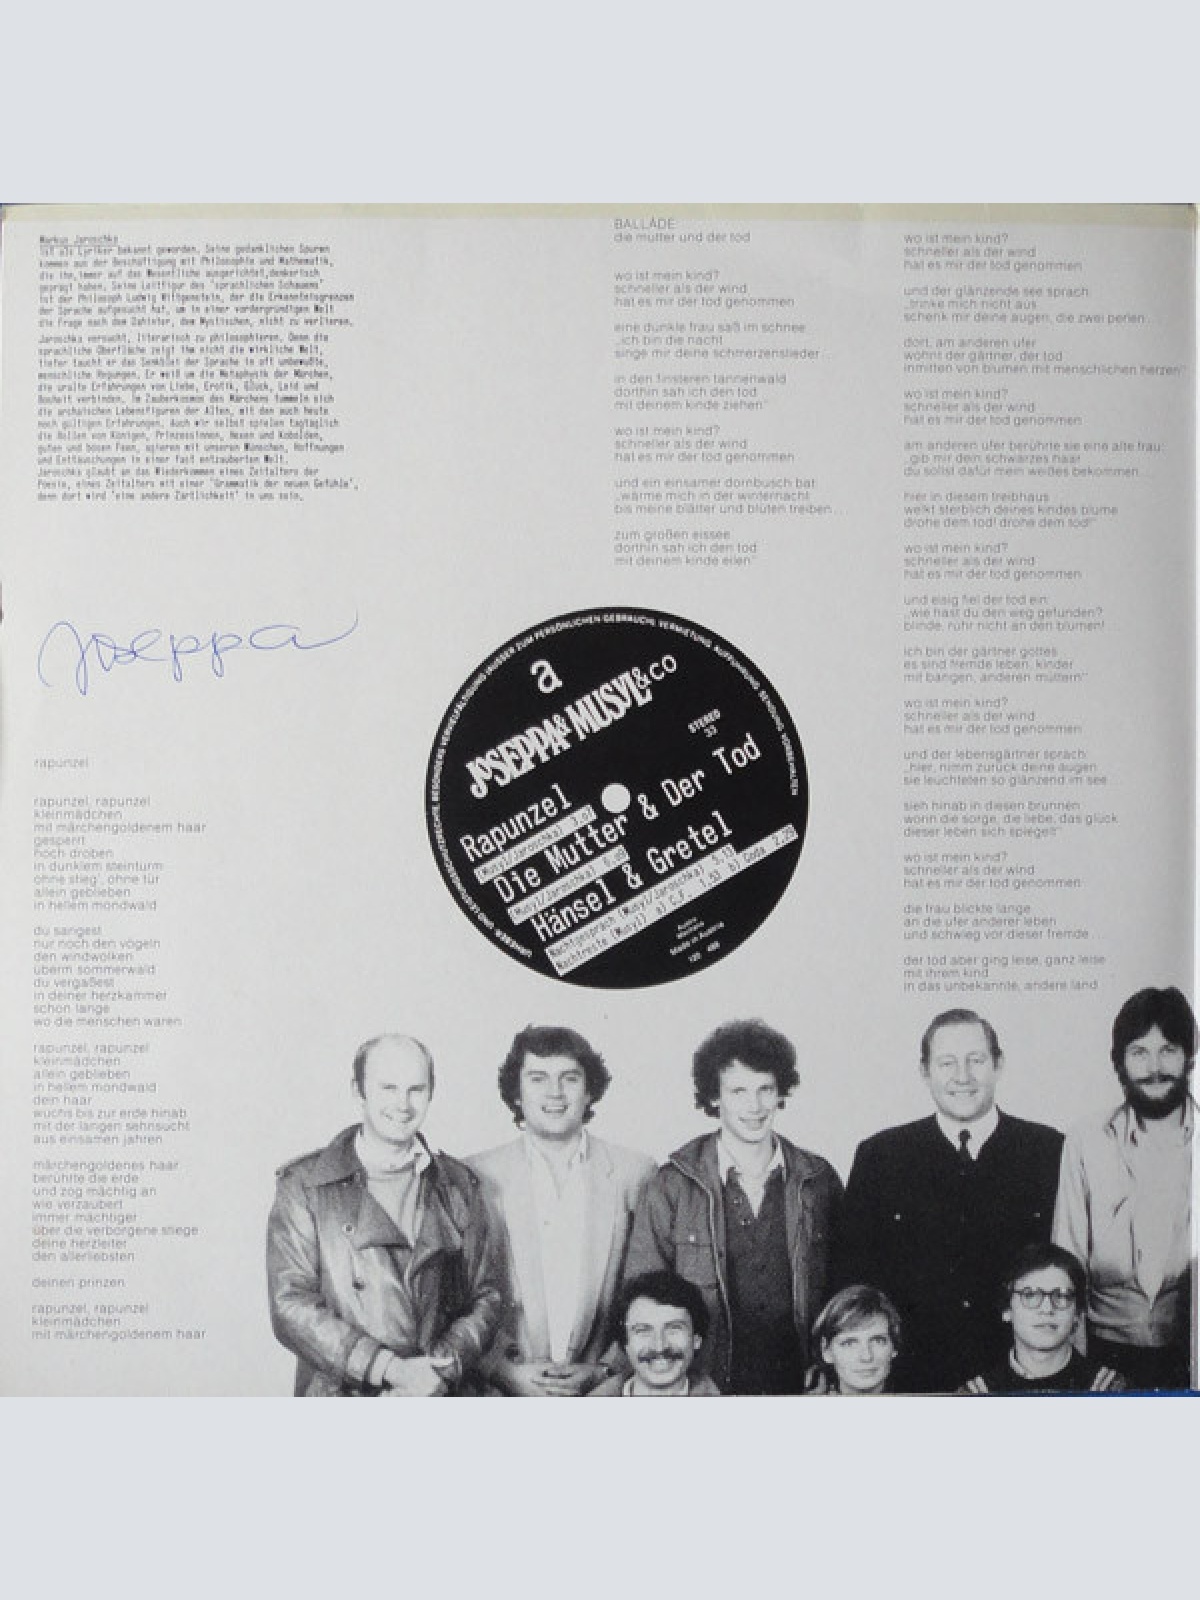 Markus Jaroschka
ist als Lyriker bekannt geworden. Seine gedanklichen Spuren
kommen aus der Beschäftigung mit Philosophie und Mathematik,
die ihn, immer auf das Wesentliche ausgerichtet, denkerisch
geprägt haben. Seine Leitfigur des "sprachlichen Schauens"
ist der Philosoph Ludwig Wittgenstein, der die Erkenntnisgrenzen
der Sprache aufgesucht hat, um in einer vordergründigen Welt
die Frage nach dem Dahinter, dem Mystischen, nicht zu verlieren.
Jaroschka versucht, literarisch zu philosophieren. Denn die
sprachliche Oberfläche zeigt ihm nicht die wirkliche Welt,
tiefer taucht er das Senkblei der Sprache in oft unbewußte,
menschliche Regungen. Er weiß um die Metaphysik der Märchen,
die uralte Erfahrungen von Liebe, Erotik, Glück, Leid und
Bosheit verbinden. Im Zauberkosmos des Märchens tummeln sich
die archaischen Lebensfiguren der Alten, mit den auch heute
noch gültigen Erfahrungen. Auch wir selbst spielen tagtäglich
die Rollen von Königen, Prinzessinnen, Hexen und Kobolden,
guten und bösen Feen, agieren mit unseren Wünschen, Hoffnungen
und Enttäuschungen in einer fast entzauberten Welt.
Jaroschka glaubt an das Wiederkommen eines Zeitalters der
Poesie, eines Zeitalters mit einer "Grammatik der neuen Gefühle",
denn dort wird "eine andere Zärtlichkeit" in uns sein.
Joseppa
rapunzel
rapunzel, rapunzel
kleinmädchen
mit märchengoldenem haar
gesperrt
hoch droben
in dunklem steinturm
ohne stieg', ohne tür
allein geblieben
in hellem mondwald
du sangest
nur noch den vögeln
den windwolken
überm sommerwald
du vergaßest
in deiner herzkammer
schon lange
wo die menschen waren
rapunzel, rapunzel
kleinmädchen
allein geblieben
in hellem mondwald
dein haar
wuchs bis zur erde hinab
mit der langen sehnsucht
aus einsamen jahren
märchengoldenes haar
berührte die erde
und zog mächtig an
wie verzaubert
immer mächtiger
über die verborgene stiege
deine herzleiter
den allerliebsten
deinen prinzen
rapunzel, rapunzel
kleinmädchen
mit märchengoldenem haar
BALLADE:
die mutter und der tod
wo ist mein kind?
schneller als der wind
hat es mir der tod genommen
eine dunkle frau saß im schnee:
„ich bin die nacht
singe mir deine schmerzenslieder...
in den finsteren tannenwald
dorthin sah ich den tod
mit deinem kinde ziehen"
wo ist mein kind?
schneller als der wind
hat es mir der tod genommen
und ein einsamer dornbusch bat:
„wärme mich in der winternacht
bis meine blätter und blüten treiben...
zum großen eissee
dorthin sah ich den tod
mit deinem kinde eilen"
wo ist mein kind?
schneller als der wind
hat es mir der tod genommen
und der glänzende see sprach:
„trinke mich nicht aus
schenk mir deine augen, die zwei perlen...
dort, am anderen ufer
wohnt der gärtner, der tod
inmitten von blumen mit menschlichen herzen"
wo ist mein kind?
schneller als der wind
hat es mir der tod genommen
am anderen ufer berührte sie eine alte frau:
„gib mir dein schwarzes haar
du sollst dafür mein weißes bekommen...
hier in diesem treibhaus
welkt sterblich deines kindes blume
drohe dem tod! drohe dem tod!"
wo ist mein kind?
schneller als der wind
hat es mir der tod genommen
und eisig fiel der tod ein:
„wie hast du den weg gefunden?
blinde, rühr nicht an den blumen!
ich bin der gärtner gottes...
es sind fremde leben, kinder
mit bangen, anderen müttern"
wo ist mein kind?
schneller als der wind
hat es mir der tod genommen
und der lebensgärtner sprach:
„hier, nimm zurück deine augen
sie leuchteten so glänzend im see
sieh hinab in diesen brunnen
worin die sorge, die liebe, das glück
dieser leben sich spiegelt"
wo ist mein kind?
schneller als der wind
hat es mir der tod genommen
die frau blickte lange
an die ufer anderer leben
und schwieg vor dieser fremde...
der tod aber ging leise, ganz leise
mit ihrem kind
in das unbekannte, andere land
URHEBER- UND LEISTUNGSSCHUTZRECHTE, BESONDERS VERVIELFÄLTIGUNG (AUSSER ZUM PERSÖNLICHEN GEBRAUCH), VERMIETUNG, AUFFÜHRUNG, SENDUNG VORBEHALTEN
a
JOSEPPA & MUSYL & CO
STEREO
33
Rapunzel
(Musyl/Jaroschka)
Die Mutter & Der Tod
(Musyl/Jaroschka)
Hänsel & Gretel
Nachtgespräch (Musyl/Jaroschka)
Nachtreste (Musyl) a) C.F. 1.53 b) Coda 2.29
Made in Austria
120 488